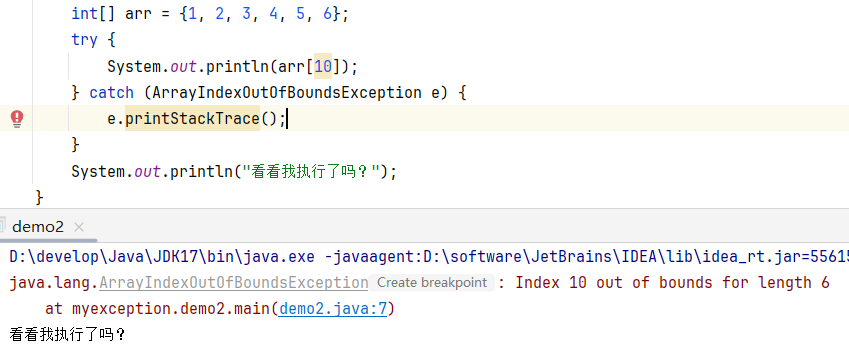 int[] arr = {1, 2, 3, 4, 5, 6};
try {
System.out.println(arr[10]);
} catch (ArrayIndexOutOfBoundsException e) {
e.printStackTrace();
}
System.out.println("看看我执行了吗？");
}
demo2
D:\develop\Java\JDK17\bin\java.exe -javaagent:D:\software\JetBrains\IDEA\lib\idea_rt.jar=55615
java.lang.ArrayIndexOutOfBoundsException Create breakpoint : Index 10 out of bounds for length 6
at myexception.demo2.main(demo2.java:7)
看看我执行了吗？